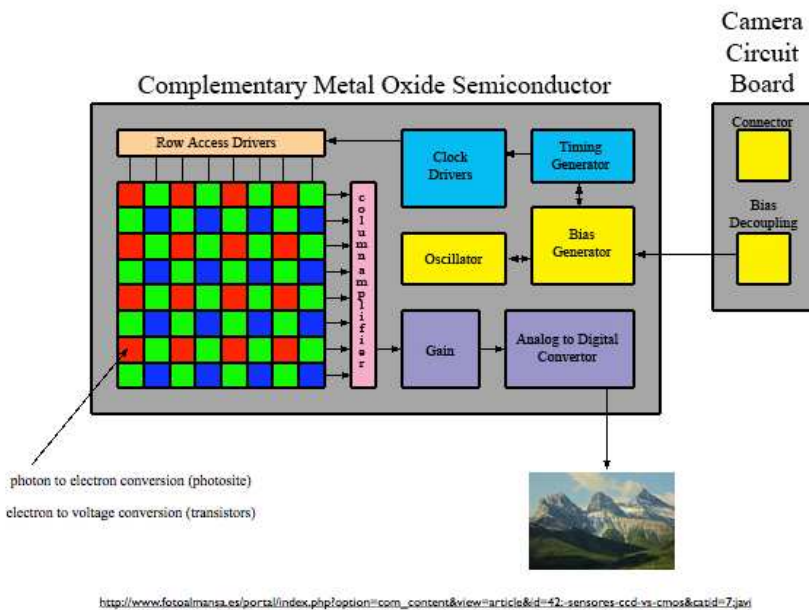 Camera
Circuit
Board
Complementary Metal Oxide Semiconductor
Connector
Row Access Drivers
Clock
Drivers
Timing
Generator
Bias
Decoupling
column amplifier
Oscillator
Bias
Generator
Gain
Analog to Digital
Convertor
photon to electron conversion (photosite)
electron to voltage conversion (transistors)
http://www.fotoalmansa.es/portal/index.php?option=com_content&view=article&id=42:-sensores-ccd-vs-cmos&catid=7:javi